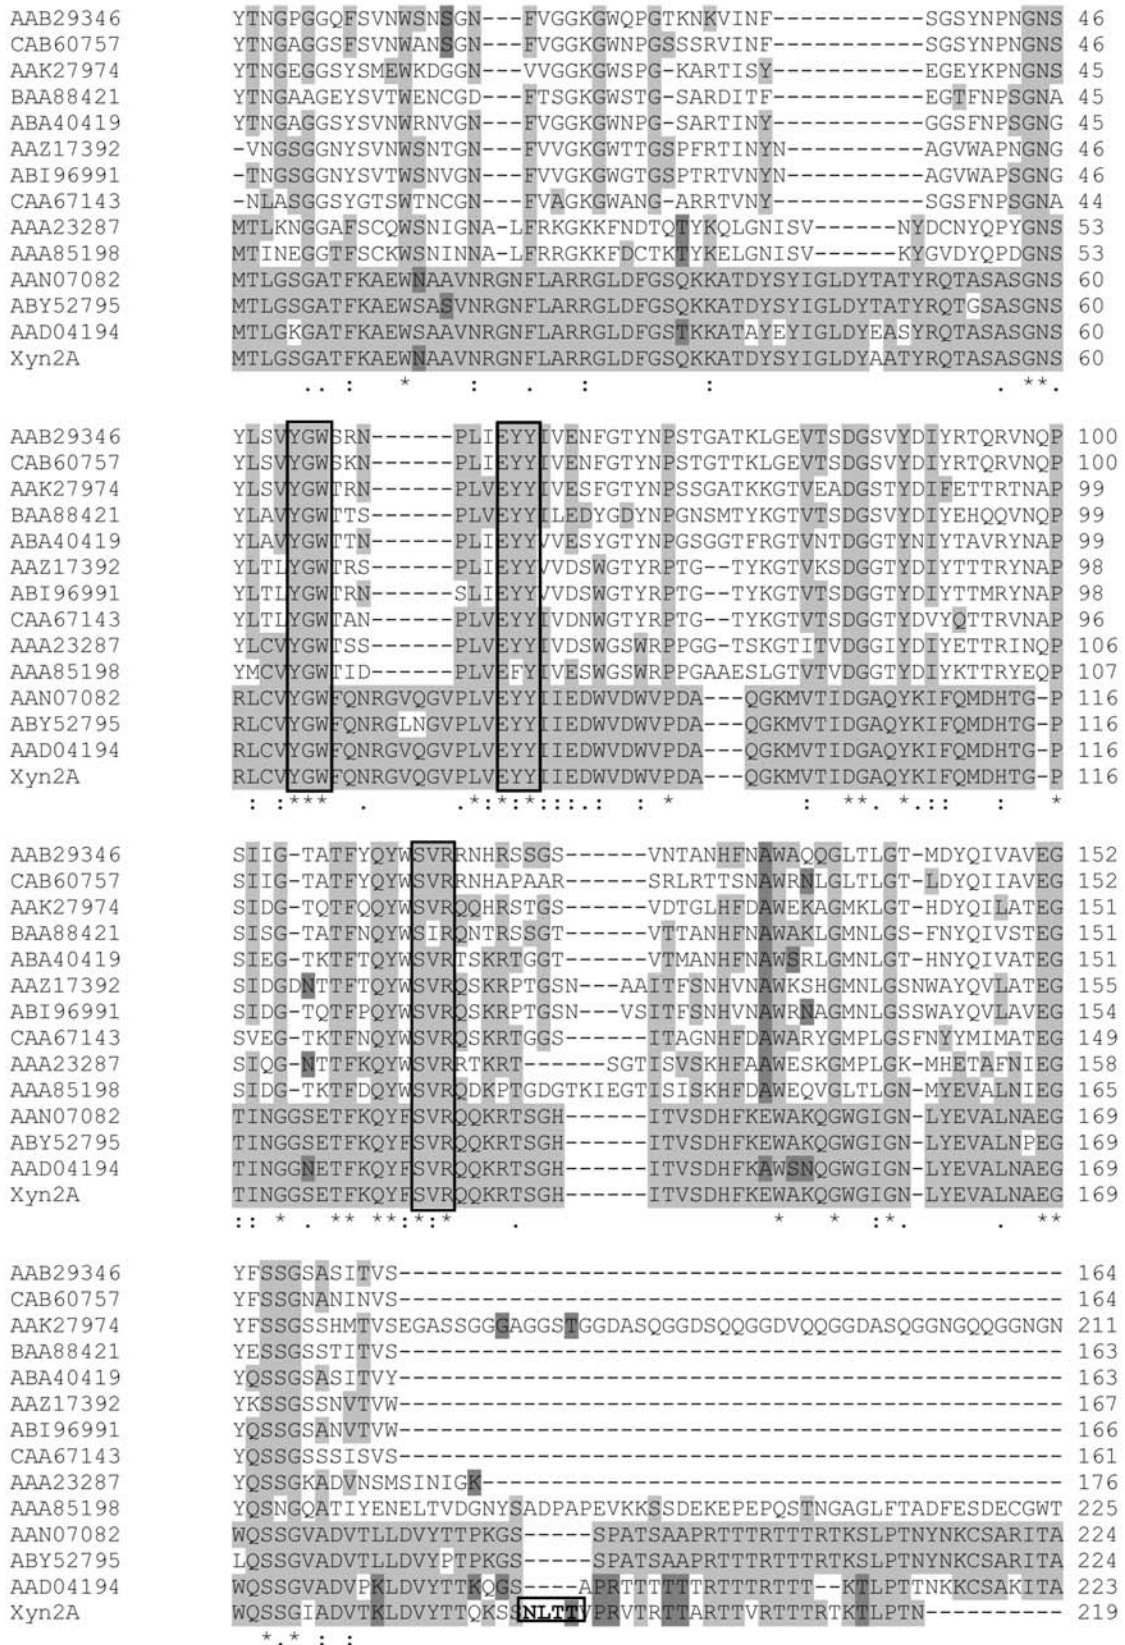 AAB29346 YTNGPGGQFSVNWSNSGN---FVGGKGWQPGTKNKVINF-----------SGSYNPNGNS 46
CAB60757 YTNGAGGSFSVNWANSGN---FVGGKGWNPGSSSRVINF-----------SGSYNPNGNS 46
AAK27974 YTNGEGGSYSMEWKDGGN---VVGGKGWSPG-KARTISY-----------EGEYKPNGNS 45
BAA88421 YTNGAAGEYSVTWENCGD---FTSGKGWSTG-SARDITF-----------EGTFNPSGNA 45
ABA40419 YTNGAGGSYSVNWRNVGN---FVGGKGWNPG-SARTINY-----------GGSFNPSGNG 45
AAZ17392 -VNGSGGNYSVNWSNTGN---FVVGKGWTTGSPFRTINYN----------AGVWAPNGNG 46
ABI96991 -TNGSGGNYSVTWSNVGN---FVVGKGWGTGSPTRTVNYN----------AGVWAPSGNG 46
CAA67143 -NLASGGSYGTSWTNCGN---FVAGKGWANG-ARRTVNY-----------SGSFNPSGNA 44
AAA23287 MTLKNGGAFSCQWSNIGNA-LFRKGKKFNDTQTYKQLGNISV------NYDCNYQPYGNS 53
AAA85198 MTINEGGTFSCKWSNINNA-LFRRGKKFDCTKTYKELGNISV------KYGVDYQPDGNS 53
AAN07082 MTLGSGATFKAEWNAAVNRGNFLARRGLDFGSQKKATDYSYIGLDYTATYRQTASASGNS 60
ABY52795 MTLGSGATFKAEWSASVNRGNFLARRGLDFGSQKKATDYSYIGLDYTATYRQTGSASGNS 60
AAD04194 MTLGKGATFKAEWSAAVNRGNFLARRGLDFGSTKKATAYEYIGLDYEASYRQTASASGNS 60
Xyn2A MTLGSGATFKAEWNAAVNRGNFLARRGLDFGSQKKATDYSYIGLDYAATYRQTASASGNS 60
.. : * : . : : . **.
AAB29346 YLSVYGWSRN------PLIEYYIVENFGTYNPSTGATKLGEVTSDGSVYDIYRTQRVNQP 100
CAB60757 YLSVYGWSKN------PLIEYYIVENFGTYNPSTGTTKLGEVTSDGSVYDIYRTQRVNQP 100
AAK27974 YLSVYGWTRN------PLVEYYIVESFGTYNPSSGATKKGTVEADGSTYDIFETTRTNAP 99
BAA88421 YLAVYGWTTS------PLVEYYILEDYGDYNPGNSMTYKGTVTSDGSVYDIYEHQQVNQP 99
ABA40419 YLAVYGWTTN------PLIEYYVVESYGTYNPGSGGTFRGTVNTDGGTYNIYTAVRYNAP 99
AAZ17392 YLTLYGWTRS------PLIEYYVVDSWGTYRPTG--TYKGTVKSDGGTYDIYTTTRYNAP 98
ABI96991 YLTLYGWTRN------SLIEYYVVDSWGTYRPTG--TYKGTVTSDGGTYDIYTTMRYNAP 98
CAA67143 YLTLYGWTAN------PLVEYYIVDNWGTYRPTG--TYKGTVTSDGGTYDVYQTTRVNAP 96
AAA23287 YLCVYGWTSS------PLVEYYIVDSWGSWRPPGG-TSKGTITVDGGIYDIYETTRINQP 106
AAA85198 YMCVYGWTID------PLVEFYIVESWGSWRPPGAAESLGTVTVDGGTYDIYKTTRYEQP 107
AAN07082 RLCVYGWFQNRGVQGVPLVEYYIIEDWVDWVPDA---QGKMVTIDGAQYKIFQMDHTG-P 116
ABY52795 RLCVYGWFQNRGLNGVPLVEYYIIEDWVDWVPDA---QGKMVTIDGAQYKIFQMDHTG-P 116
AAD04194 RLCVYGWFQNRGVQGVPLVEYYIIEDWVDWVPDA---QGKMVTIDGAQYKIFQMDHTG-P 116
Xyn2A RLCVYGWFQNRGVQGVPLVEYYIIEDWVDWVPDA---QGKMVTIDGAQYKIFQMDHTG-P 116
: :*** . .*:*:*::::.: * : **. *.:: : *
AAB29346 SIIG-TATFYQYWSVRRNHRSSGS------VNTANHFNAWAQQGLTLGT-MDYQIVAVEG 152
CAB60757 SIIG-TATFYQYWSVRRNHAPAAR------SRLRTTSNAWRNLGLTLGT-LDYQIIAVEG 152
AAK27974 SIDG-TQTFQQYWSVRQQHRSTGS------VDTGLHFDAWEKAGMKLGT-HDYQILATEG 151
BAA88421 SISG-TATFNQYWSIRQNTRSSGT------VTTANHFNAWAKLGMNLGS-FNYQIVSTEG 151
ABA40419 SIEG-TKTFTQYWSVRTSKRTGGT------VTMANHFNAWSRLGMNLGT-HNYQIVATEG 151
AAZ17392 SIDGDNTTFTQYWSVRQSKRPTGSN---AAITFSNHVNAWKSHGMNLGSNWAYQVLATEG 155
ABI96991 SIDG-TQTFPQYWSVRQSKRPTGSN---VSITFSNHVNAWRNAGMNLGSSWAYQVLAVEG 154
CAA67143 SVEG-TKTFNQYWSVRQSKRTGGS------ITAGNHFDAWARYGMPLGSFNYMIMATEG 149
AAA23287 SIQG-NTTFKQYWSVRRTKRT------SGTISVSKHFAAWESKGMPLGK-MHETAFNIEG 158
AAA85198 SIDG-TKTFDQYWSVRQDKPTGDGTKIEGTISISKHFDAWEQVGLTLGN-MYEVALNIEG 165
AAN07082 TINGGSETFKQYFSVRQQKRTSGH------ITVSDHFKEWAKQGWGIGN-LYEVALNAEG 169
ABY52795 TINGGSETFKQYFSVRQQKRTSGH------ITVSDHFKEWAKQGWGIGN-LYEVALNPEG 169
AAD04194 TINGGNETFKQYFSVRQQKRTSGH------ITVSDHFKAWSNQGWGIGN-LYEVALNAEG 169
Xyn2A TINGGSETFKQYFSVRQQKRTSGH------ITVSDHFKEWAKQGWGIGN-LYEVALNAEG 169
:: * . ** **:*:* . * * :*. . **
AAB29346 YFSSGSASITVS------------------------------------------------ 164
CAB60757 YFSSGNANINVS------------------------------------------------ 164
AAK27974 YFSSGSSHMTVSEGASSGGGAGGSTGGDASQGGDSQQGGDVQQGGDASQGGNGQQGGNGN 211
BAA88421 YESSGSSTITVS------------------------------------------------ 163
ABA40419 YQSSGSASITVY------------------------------------------------ 163
AAZ17392 YKSSGSSNVTVW------------------------------------------------ 167
ABI96991 YQSSGSANVTVW------------------------------------------------ 166
CAA67143 YQSSGSSSISVS------------------------------------------------ 161
AAA23287 YQSSGKADVNSMSINIGK------------------------------------------ 176
AAA85198 YQSNGQATIYENELTVDGNYSADPAPEVKKSSDEKEPEPQSTNGAGLFTADFESDECGWT 225
AAN07082 WQSSGVADVTLLDVYTTPKGS-----SPATSAAPRTTTRTTTRTKSLPTNYNKCSARITA 224
ABY52795 LQSSGVADVTLLDVYPTPKGS-----SPATSAAPRTTTRTTTRTKSLPTNYNKCSARITA 224
AAD04194 WQSSGVADVPKLDVYTTKQGS----APRTTTTTTRTTTRTT--KTLPTTNKKCSAKITA 223
Xyn2A WQSSGIADVTKLDVYTTQKSSNLTTVPRVTRTTARTTVRTTTRTKTLPTN---------- 219
*.* : :